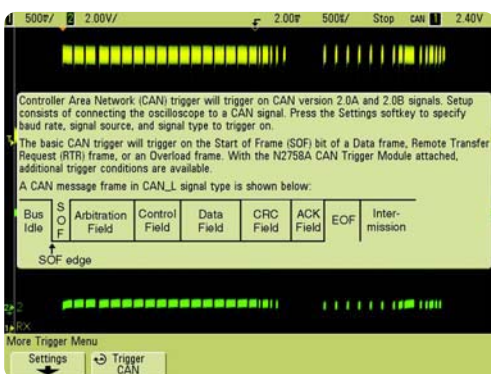 500㎷/ 2 2.00V/ 2.00㎳ 500㎲/ Stop CAN 1 2.40V
Controller Area Network (CAN) trigger will trigger on CAN version 2.0A and 2.0B signals. Setup
consists of connecting the oscilloscope to a CAN signal. Press the Settings softkey to specify
baud rate, signal source, and signal type to trigger on.
The basic CAN trigger will trigger on the Start of Frame (SOF) bit of a Data frame, Remote Transfer
Request (RTR) frame, or an Overload frame. With the N2758A CAN Trigger Module attached,
additional trigger conditions are available.
A CAN message frame in CAN_L signal type is shown below:
Bus Idle
SOF
Arbitration Field
Control Field
Data Field
CRC Field
ACK Field
EOF
Inter-mission
SOF edge
2
RX
More Trigger Menu
Settings
Trigger
CAN